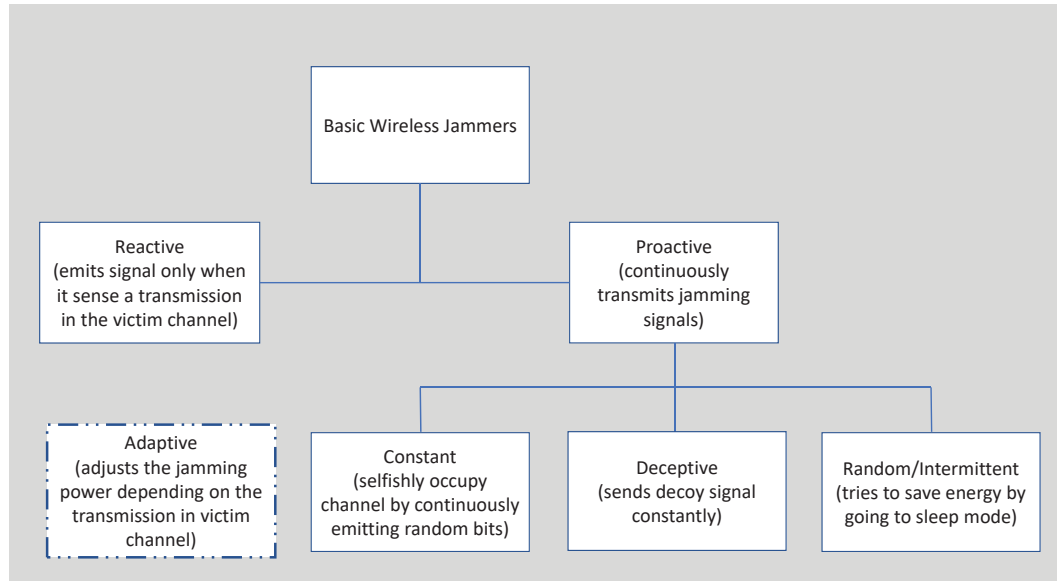 Basic Wireless Jammers
Reactive
(emits signal only when
it sense a transmission
in the victim channel)
Proactive
(continuously
transmits jamming
signals)
Adaptive
(adjusts the jamming
power depending on the
transmission in victim
channel)
Constant
(selfishly occupy
channel by continuously
emitting random bits)
Deceptive
(sends decoy signal
constantly)
Random/Intermittent
(tries to save energy by
going to sleep mode)